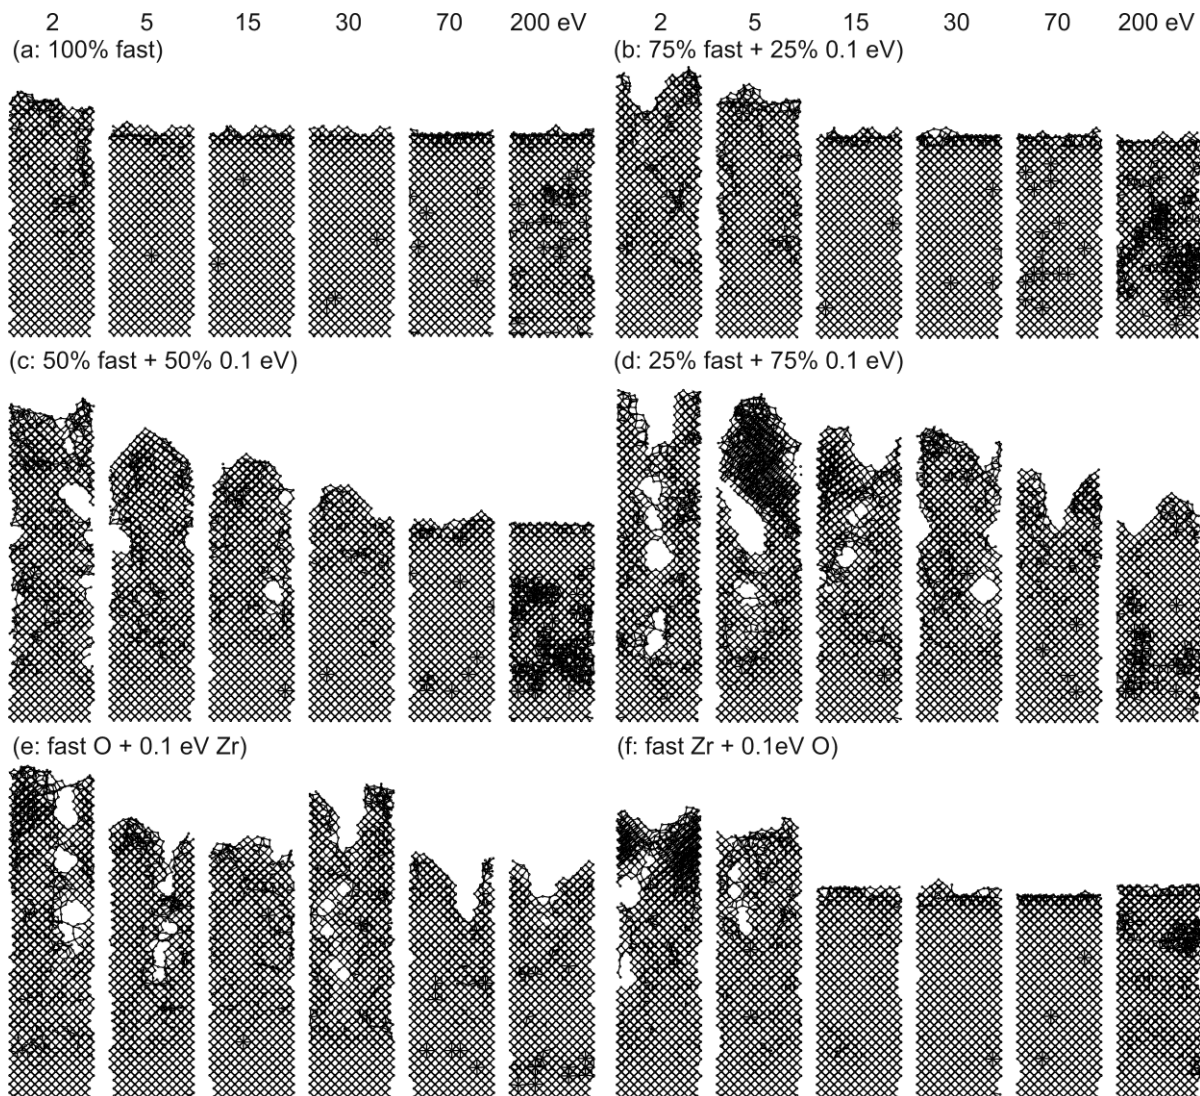 2 5 15 30 70 200 eV 2 5 15 30 70 200 eV
(a: 100% fast) (b: 75% fast + 25% 0.1 eV)
(c: 50% fast + 50% 0.1 eV) (d: 25% fast + 75% 0.1 eV)
(e: fast O + 0.1 eV Zr) (f: fast Zr + 0.1eV O)